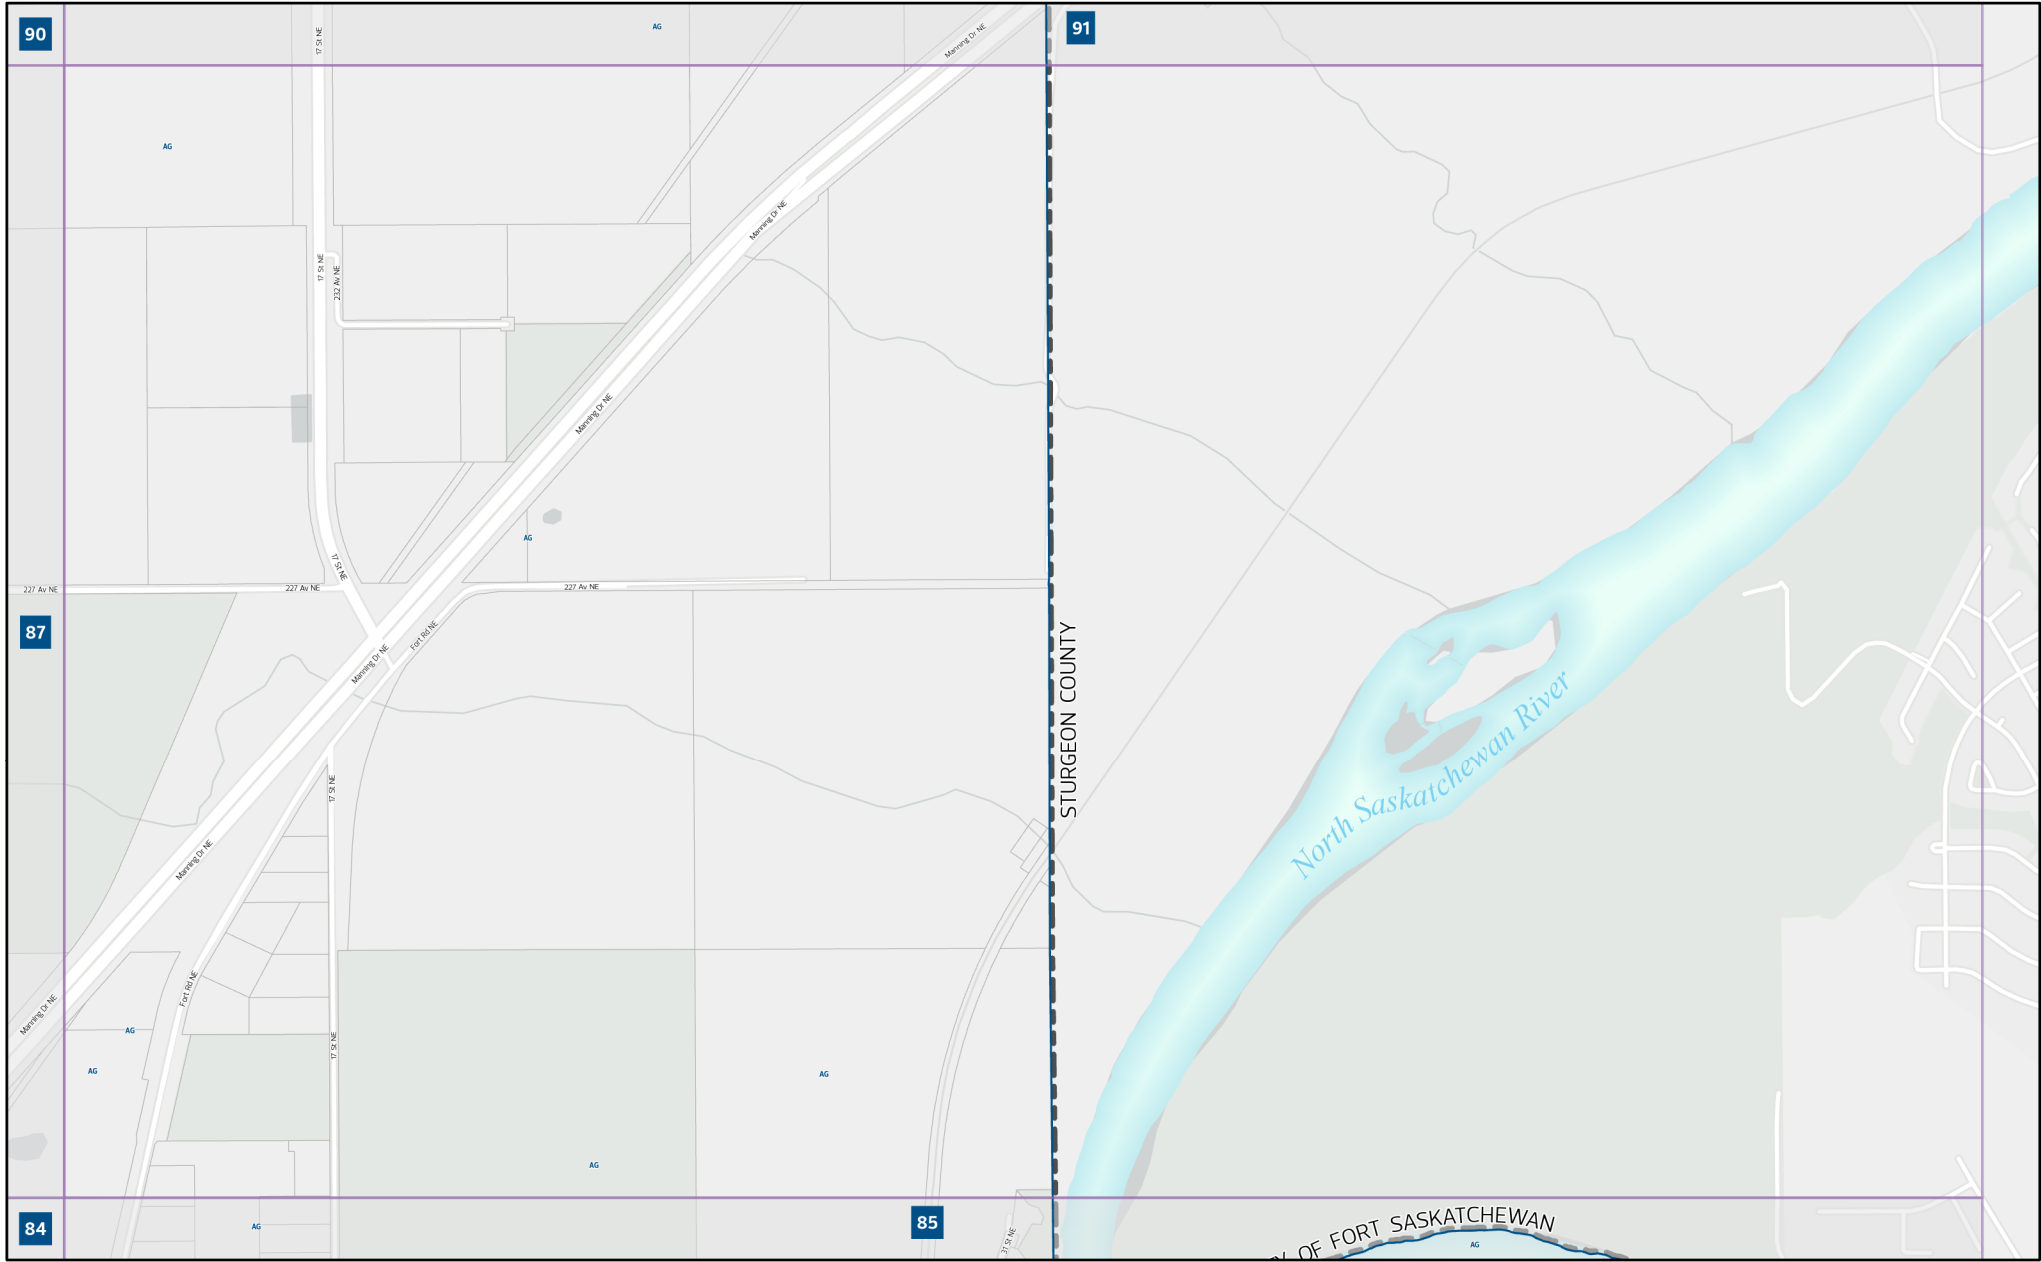 90
17 St NE
AG
Manning Dr NE
91
AG
Manning Dr NE
17 St NE
232 Av NE
Manning Dr NE
AG
17 St NE
227 Av NE
227 Av NE
227 Av NE
87
Fort Rd NE
Manning Dr NE
STURGEON COUNTY
North Saskatchewan River
17 St NE
Manning Dr NE
Fort Rd NE
Manning Dr NE
AG
17 St NE
AG
AG
AG
84
AG
85
31 St NE
OF FORT SASKATCHEWAN
AG